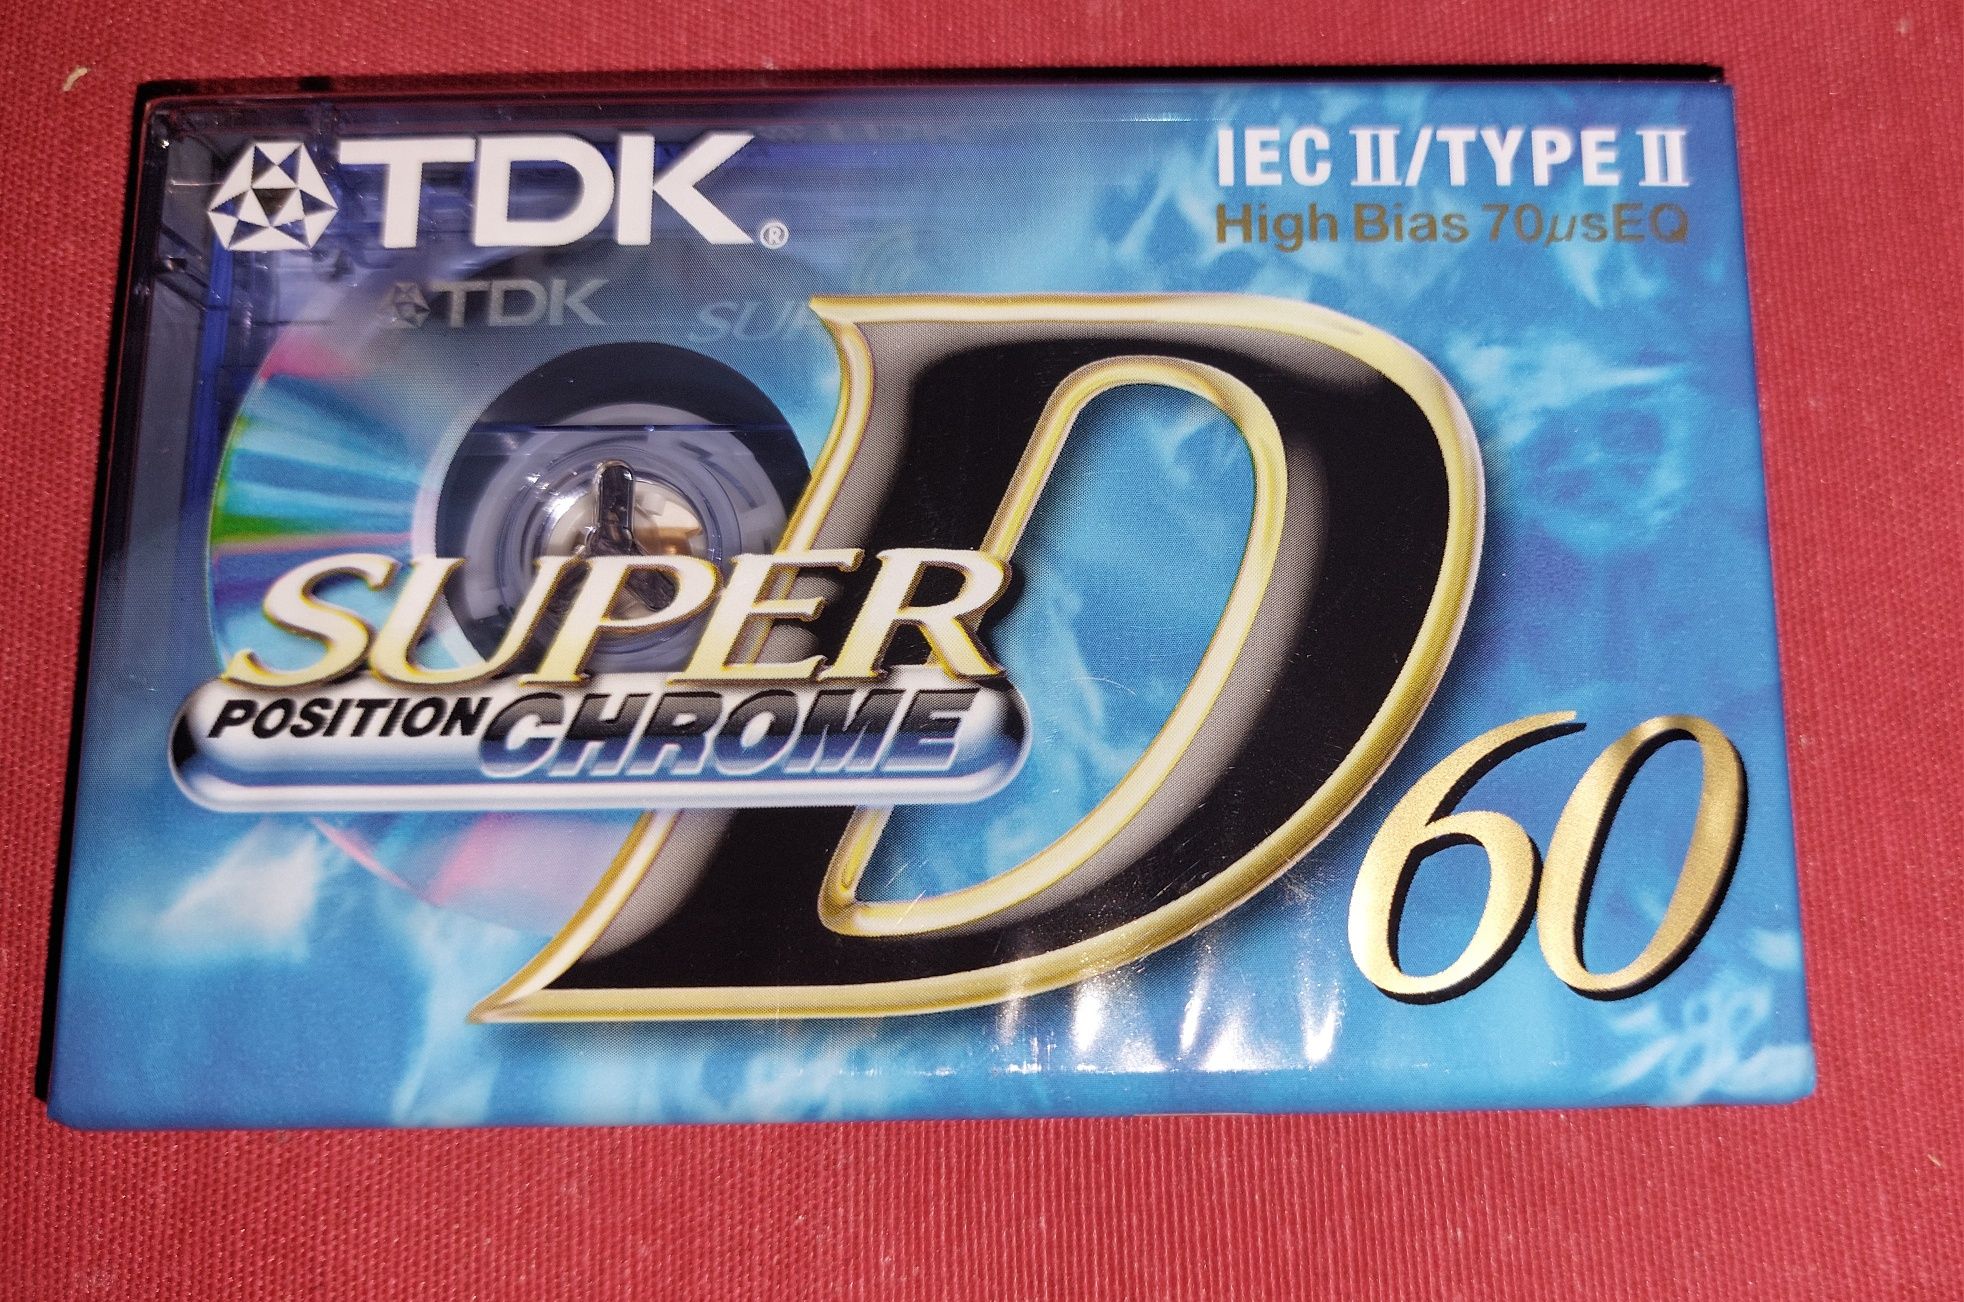 TDK®
IEC II/TYPE II
High Bias 70µsEQ
TDK
D
SUPER
POSITION CHROME
60